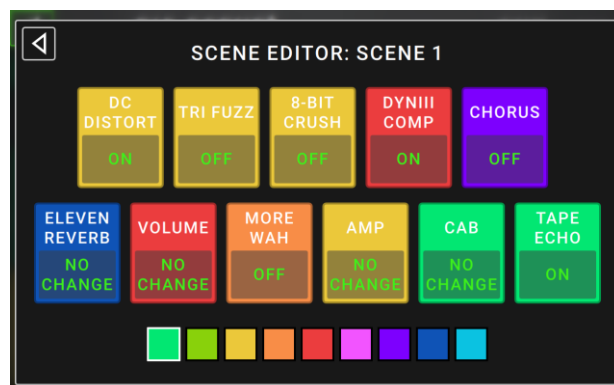 SCENE EDITOR: SCENE 1
DC
DISTORT
ON
TRI FUZZ
OFF
8-BIT
CRUSH
OFF
DYNIII
COMP
ON
CHORUS
OFF
ELEVEN
REVERB
NO
CHANGE
VOLUME
NO
CHANGE
MORE
WAH
OFF
AMP
NO
CHANGE
CAB
NO
CHANGE
TAPE
ECHO
ON